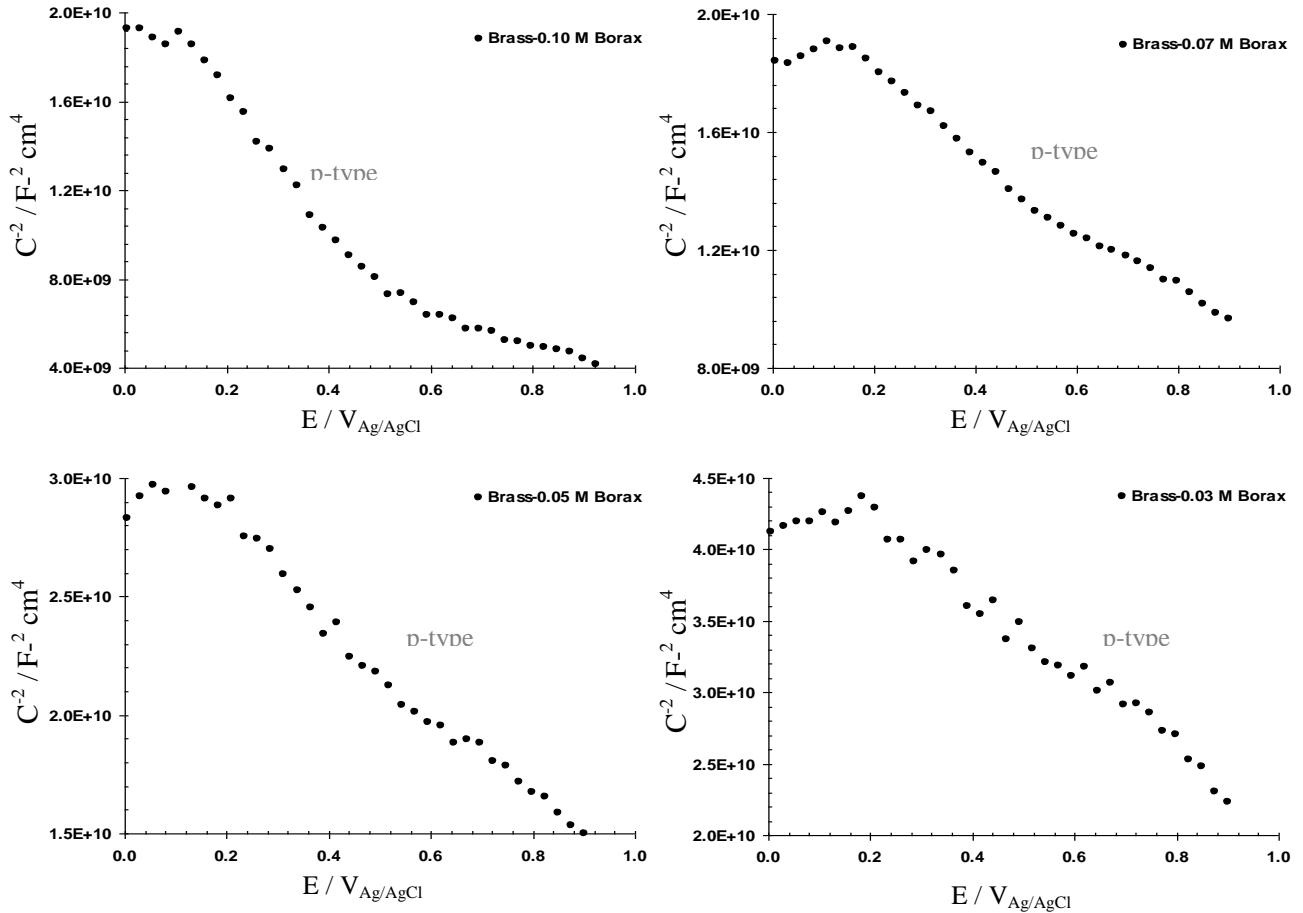 2.0E+10
1.6E+10
1.2E+10
8.0E+09
4.0E+09
C-2 / F-2 cm4
● Brass-0.10 M Borax
p-type
0.0 0.2 0.4 0.6 0.8 1.0
E / VAg/AgCl
2.0E+10
1.6E+10
1.2E+10
8.0E+09
C-2 / F-2 cm4
● Brass-0.07 M Borax
p-type
0.0 0.2 0.4 0.6 0.8 1.0
E / VAg/AgCl
3.0E+10
2.5E+10
2.0E+10
1.5E+10
C-2 / F-2 cm4
● Brass-0.05 M Borax
p-type
0.0 0.2 0.4 0.6 0.8 1.0
E / VAg/AgCl
4.5E+10
4.0E+10
3.5E+10
3.0E+10
2.5E+10
2.0E+10
C-2 / F-2 cm4
● Brass-0.03 M Borax
p-type
0.0 0.2 0.4 0.6 0.8 1.0
E / VAg/AgCl